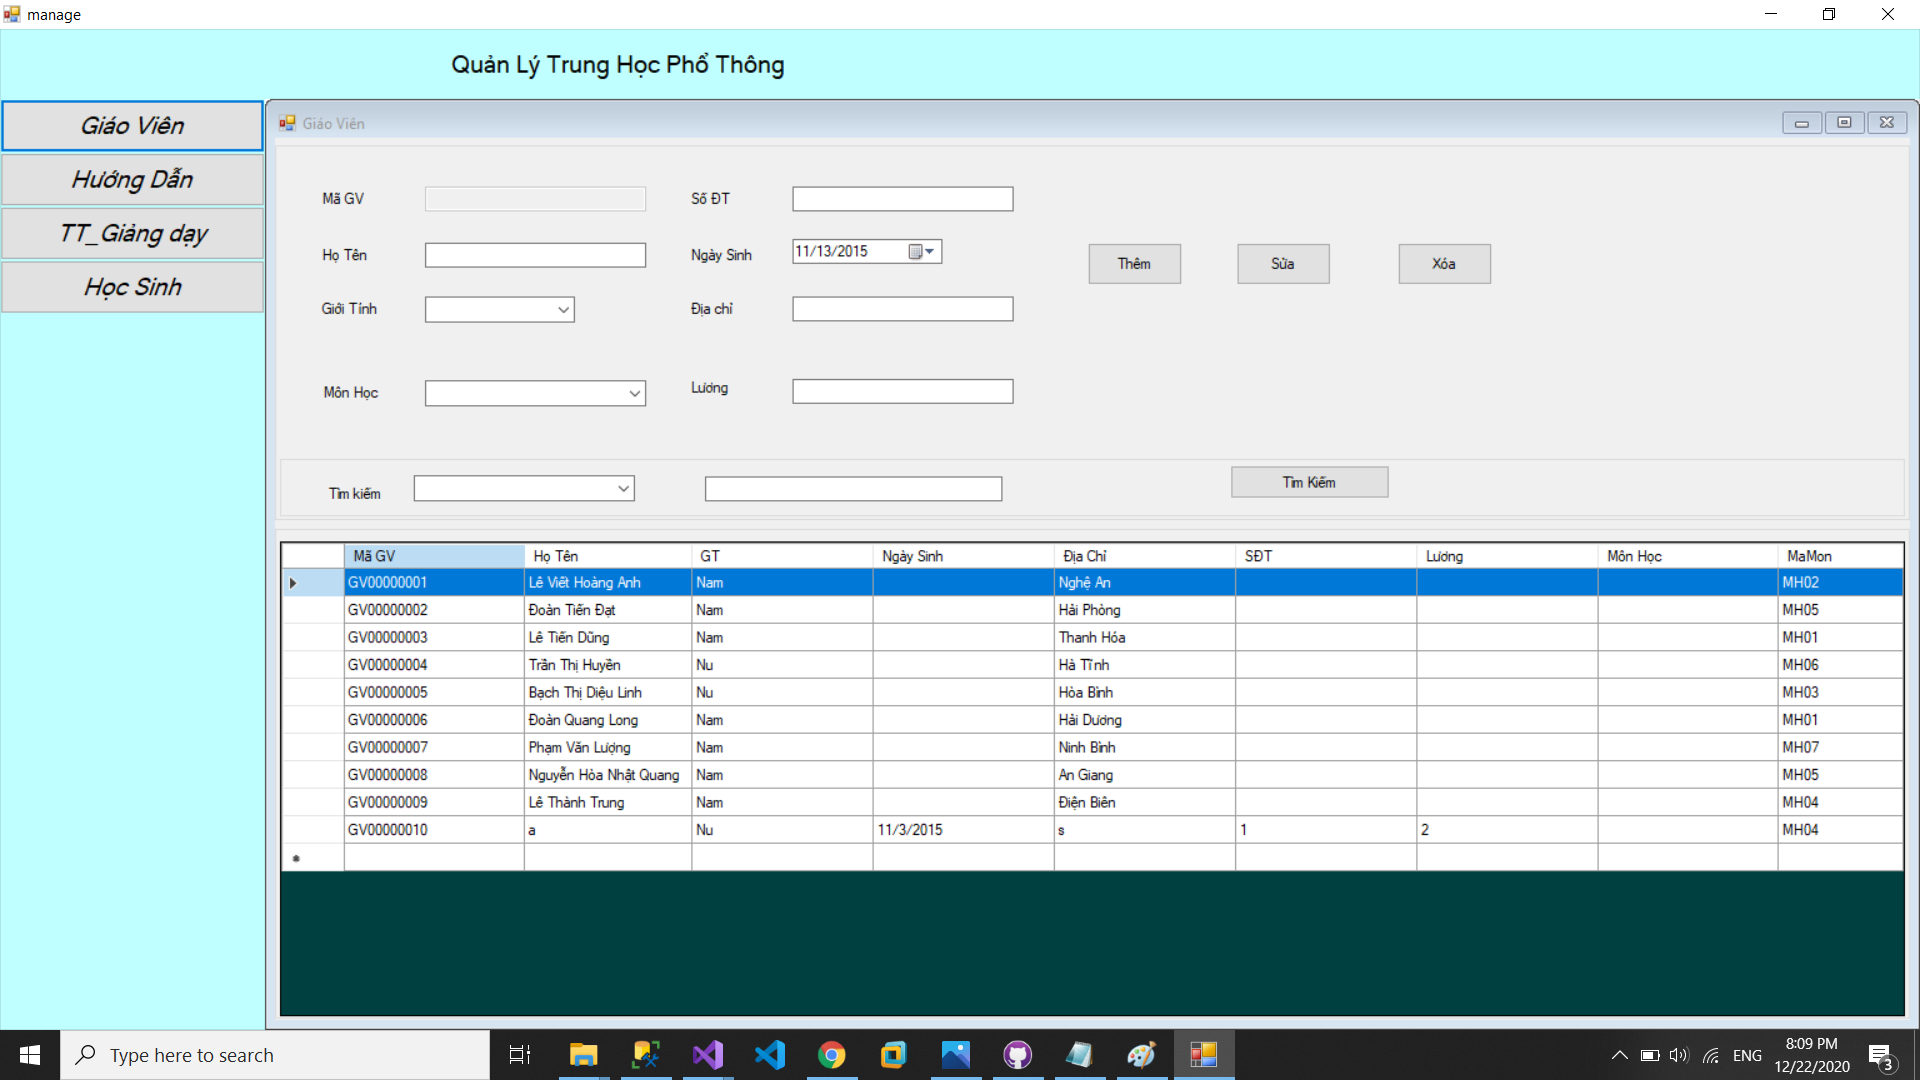 manage
Quản Lý Trung Học Phổ Thông
Giáo Viên
Hướng Dẫn
TT_Giảng dạy
Học Sinh
Giáo Viên
Mã GV
Số ĐT
Họ Tên
Ngày Sinh
11/13/2015
Thêm
Sửa
Xóa
Giới Tính
Địa chỉ
Môn Học
Lương
Tìm kiếm
Tìm Kiếm
Mã GV Họ Tên GT Ngày Sinh Địa Chỉ SĐT Lương Môn Học MaMon
GV00000001 Lê Viết Hoàng Anh Nam Nghệ An MH02
GV00000002 Đoàn Tiến Đạt Nam Hải Phòng MH05
GV00000003 Lê Tiến Dũng Nam Thanh Hóa MH01
GV00000004 Trần Thị Huyền Nu Hà Tĩnh MH06
GV00000005 Bạch Thị Diệu Linh Nu Hòa Bình MH03
GV00000006 Đoàn Quang Long Nam Hải Dương MH01
GV00000007 Phạm Văn Lượng Nam Ninh Bình MH07
GV00000008 Nguyễn Hòa Nhật Quang Nam An Giang MH05
GV00000009 Lê Thành Trung Nam Điện Biên MH04
GV00000010 a Nu 11/3/2015 s 1 2 MH04
Type here to search
ENG
8:09 PM
12/22/2020
3